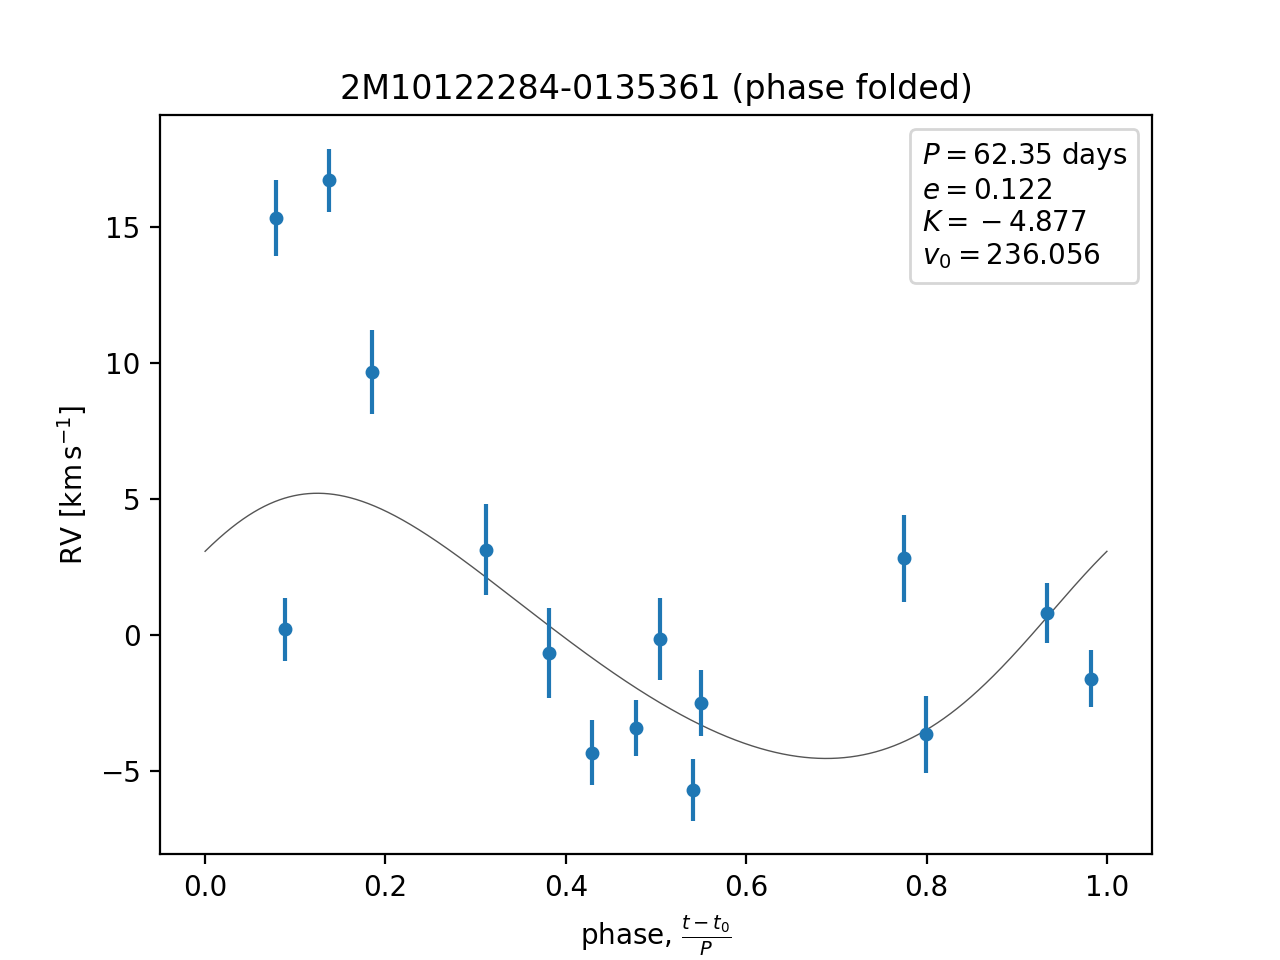 2M10122284-0135361 (phase folded)
P = 62.35 days
e = 0.122
K = −4.877
v₀ = 236.056
RV [km s⁻¹]
15
10
5
0
−5
0.0 0.2 0.4 0.6 0.8 1.0
phase, (t − t₀)/P